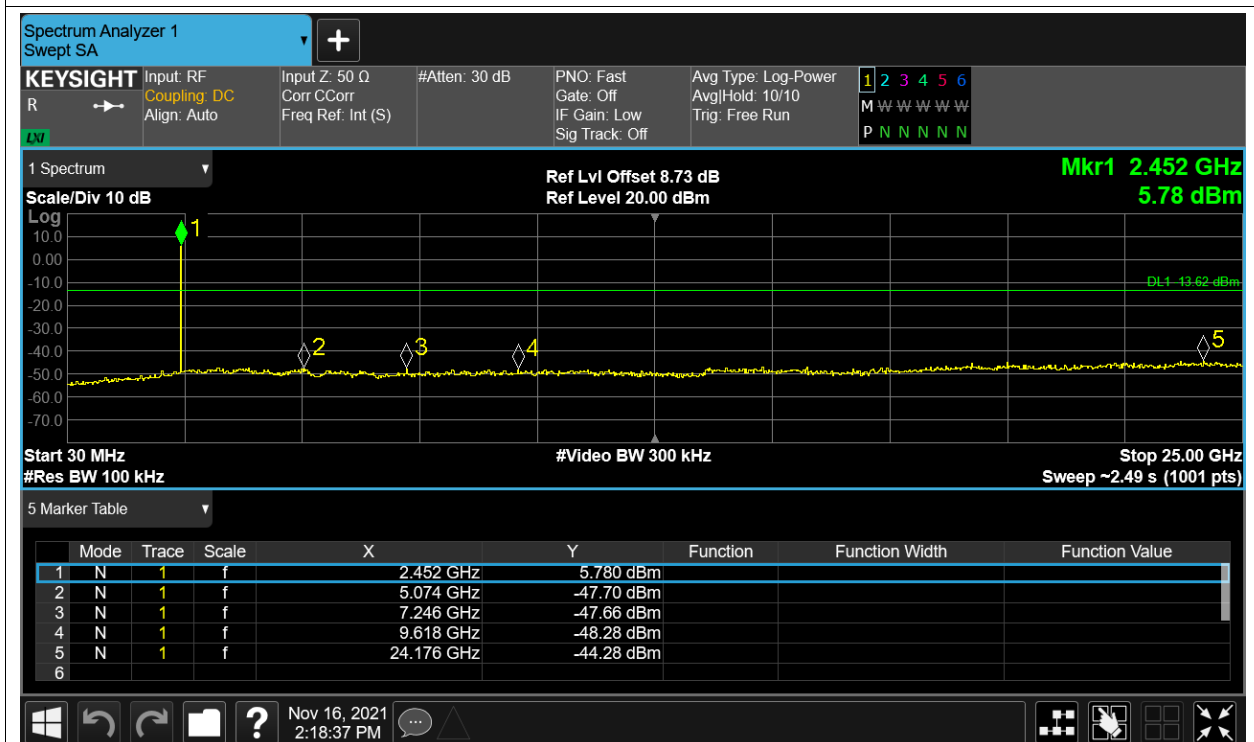 Spectrum Analyzer 1
Swept SA
+
KEYSIGHT
R
LXI
Input: RF
Coupling: DC
Align: Auto
Input Z: 50 Ω
Corr CCorr
Freq Ref: Int (S)
#Atten: 30 dB
PNO: Fast
Gate: Off
IF Gain: Low
Sig Track: Off
Avg Type: Log-Power
Avg|Hold: 10/10
Trig: Free Run
1 2 3 4 5 6
M W W W W W
P N N N N N
1 Spectrum
Scale/Div 10 dB
Ref Lvl Offset 8.73 dB
Ref Level 20.00 dBm
Mkr1 2.452 GHz
5.78 dBm
Log
10.0
0.00
-10.0
-20.0
-30.0
-40.0
-50.0
-60.0
-70.0
1
DL1 -13.62 dBm
2
3
4
5
Start 30 MHz
#Video BW 300 kHz
Stop 25.00 GHz
#Res BW 100 kHz
Sweep ~2.49 s (1001 pts)
5 Marker Table
Mode Trace Scale X Y Function Function Width Function Value
1 N 1 f 2.452 GHz 5.780 dBm
2 N 1 f 5.074 GHz -47.70 dBm
3 N 1 f 7.246 GHz -47.66 dBm
4 N 1 f 9.618 GHz -48.28 dBm
5 N 1 f 24.176 GHz -44.28 dBm
6
?
Nov 16, 2021
2:18:37 PM